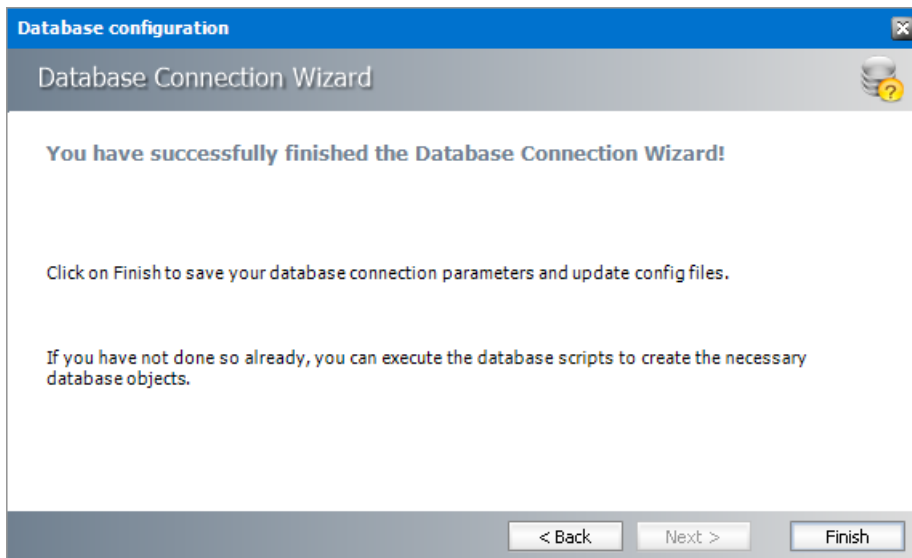 Database configuration
Database Connection Wizard
You have successfully finished the Database Connection Wizard!
Click on Finish to save your database connection parameters and update config files.
If you have not done so already, you can execute the database scripts to create the necessary
database objects.
< Back Next > Finish